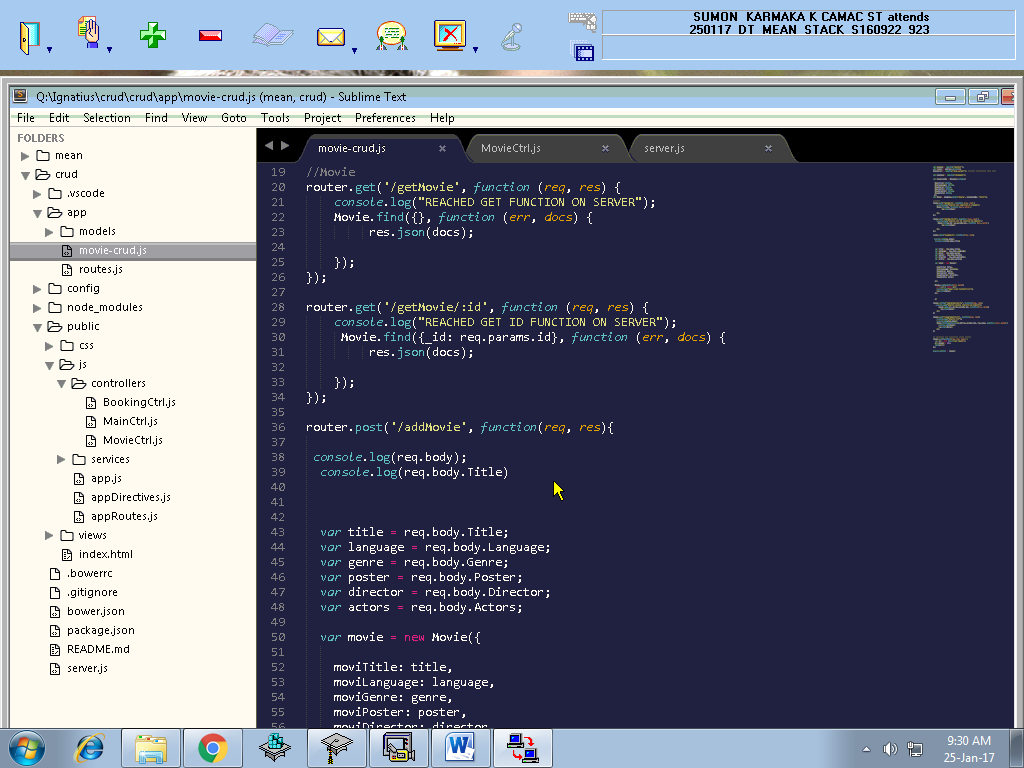 SUMON KARMAKA K CAMAC ST attends
250117 DT MEAN STACK S160922 923
Q:\Ignatius\crud\crud\app\movie-crud.js (mean, crud) - Sublime Text
File Edit Selection Find View Goto Tools Project Preferences Help
FOLDERS
mean
crud
.vscode
app
models
movie-crud.js
routes.js
config
node_modules
public
css
js
controllers
BookingCtrl.js
MainCtrl.js
MovieCtrl.js
services
app.js
appDirectives.js
appRoutes.js
views
index.html
.bowerrc
.gitignore
bower.json
package.json
README.md
server.js
movie-crud.js MovieCtrl.js server.js
19 //Movie
20 router.get('/getMovie', function (req, res) {
21 console.log("REACHED GET FUNCTION ON SERVER");
22 Movie.find({}, function (err, docs) {
23 res.json(docs);
24
25 });
26 });
27
28 router.get('/getMovie/:id', function (req, res) {
29 console.log("REACHED GET ID FUNCTION ON SERVER");
30 Movie.find({_id: req.params.id}, function (err, docs) {
31 res.json(docs);
32
33 });
34 });
35
36 router.post('/addMovie', function(req, res){
37
38 console.log(req.body);
39 console.log(req.body.Title)
40
41
42
43 var title = req.body.Title;
44 var language = req.body.Language;
45 var genre = req.body.Genre;
46 var poster = req.body.Poster;
47 var director = req.body.Director;
48 var actors = req.body.Actors;
49
50 var movie = new Movie({
51
52 moviTitle: title,
53 moviLanguage: language,
54 moviGenre: genre,
55 moviPoster: poster,
56 moviDirector: director,
9:30 AM
25-Jan-17